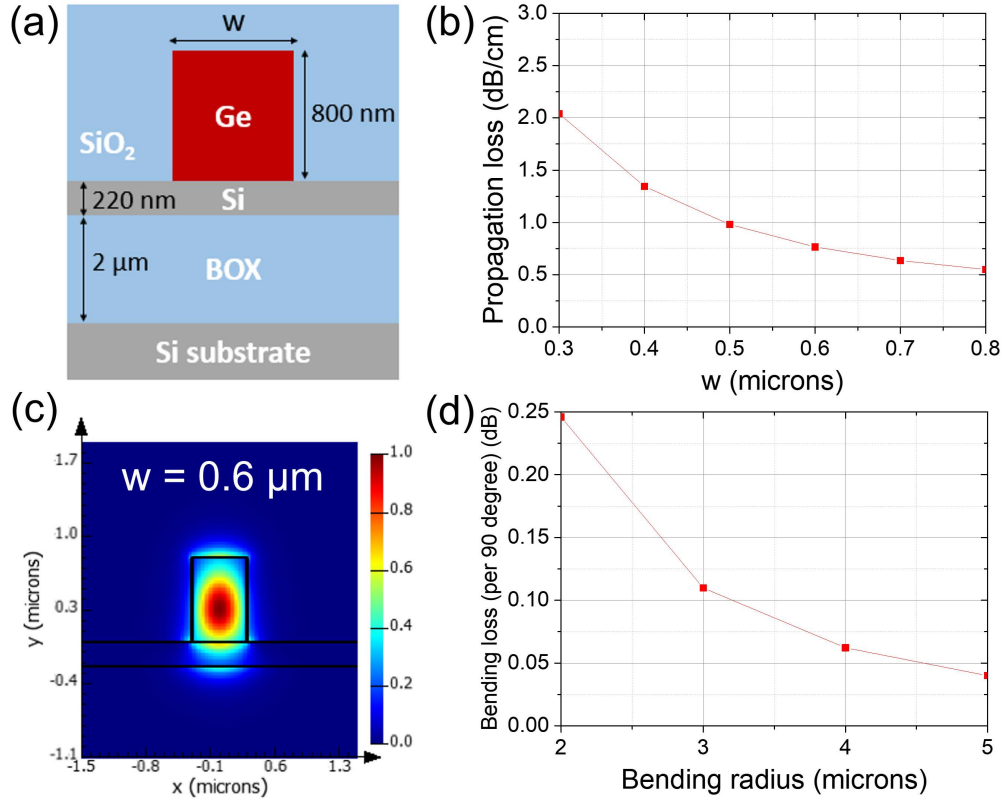 (a)
w
Ge
800 nm
SiO₂
220 nm
Si
2 µm
BOX
Si substrate
(b)
Propagation loss (dB/cm)
3.0
2.5
2.0
1.5
1.0
0.5
0.0
0.3 0.4 0.5 0.6 0.7 0.8
w (microns)
(c)
w = 0.6 µm
y (microns)
1.7
1.0
0.3
-0.4
-1.1
-1.5 -0.8 -0.1 0.6 1.3
x (microns)
1.0
0.8
0.6
0.4
0.2
0.0
(d)
Bending loss (per 90 degree) (dB)
0.25
0.20
0.15
0.10
0.05
0.00
2 3 4 5
Bending radius (microns)